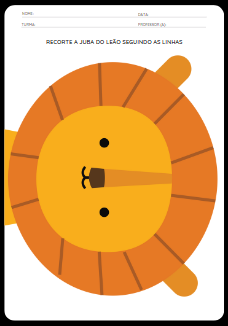 NOME: DATA:
TURMA: PROFESSOR (A):
RECORTE A JUBA DO LEÃO SEGUINDO AS LINHAS